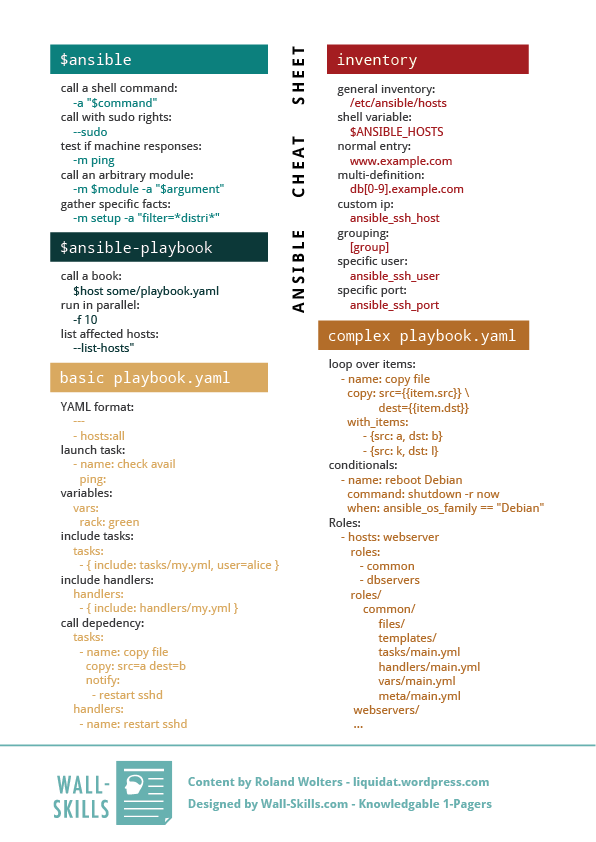 ANSIBLE CHEAT SHEET
$ansible
call a shell command:
-a "$command"
call with sudo rights:
--sudo
test if machine responses:
-m ping
call an arbitrary module:
-m $module -a "$argument"
gather specific facts:
-m setup -a "filter=*distri*"
$ansible-playbook
call a book:
$host some/playbook.yaml
run in parallel:
-f 10
list affected hosts:
--list-hosts"
basic playbook.yaml
YAML format:
---
- hosts:all
launch task:
- name: check avail
ping:
variables:
vars:
rack: green
include tasks:
tasks:
- { include: tasks/my.yml, user=alice }
include handlers:
handlers:
- { include: handlers/my.yml }
call depedency:
tasks:
- name: copy file
copy: src=a dest=b
notify:
- restart sshd
handlers:
- name: restart sshd
inventory
general inventory:
/etc/ansible/hosts
shell variable:
$ANSIBLE_HOSTS
normal entry:
www.example.com
multi-definition:
db[0-9].example.com
custom ip:
ansible_ssh_host
grouping:
[group]
specific user:
ansible_ssh_user
specific port:
ansible_ssh_port
complex playbook.yaml
loop over items:
- name: copy file
copy: src={{item.src}} \
dest={{item.dst}}
with_items:
- {src: a, dst: b}
- {src: k, dst: l}
conditionals:
- name: reboot Debian
command: shutdown -r now
when: ansible_os_family == "Debian"
Roles:
- hosts: webserver
roles:
- common
- dbservers
roles/
common/
files/
templates/
tasks/main.yml
handlers/main.yml
vars/main.yml
meta/main.yml
webservers/
...
WALL-
SKILLS
Content by Roland Wolters - liquidat.wordpress.com
Designed by Wall-Skills.com - Knowledgable 1-Pagers